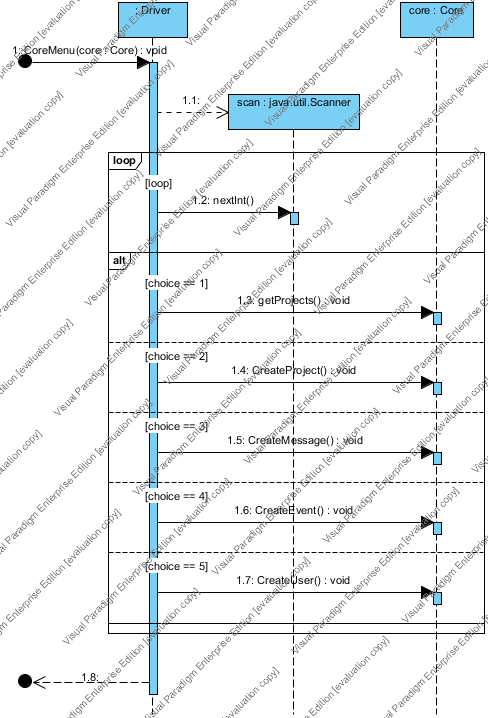 : Driver
core : Core
1: CoreMenu(core : Core) : void
1.1:
scan : java.util.Scanner
loop
[loop]
1.2: nextInt()
alt
[choice == 1]
1.3: getProjects() : void
[choice == 2]
1.4: CreateProject() : void
[choice == 3]
1.5: CreateMessage() : void
[choice == 4]
1.6: CreateEvent() : void
[choice == 5]
1.7: CreateUser() : void
1.8:
Visual Paradigm Enterprise Edition [evaluation copy]